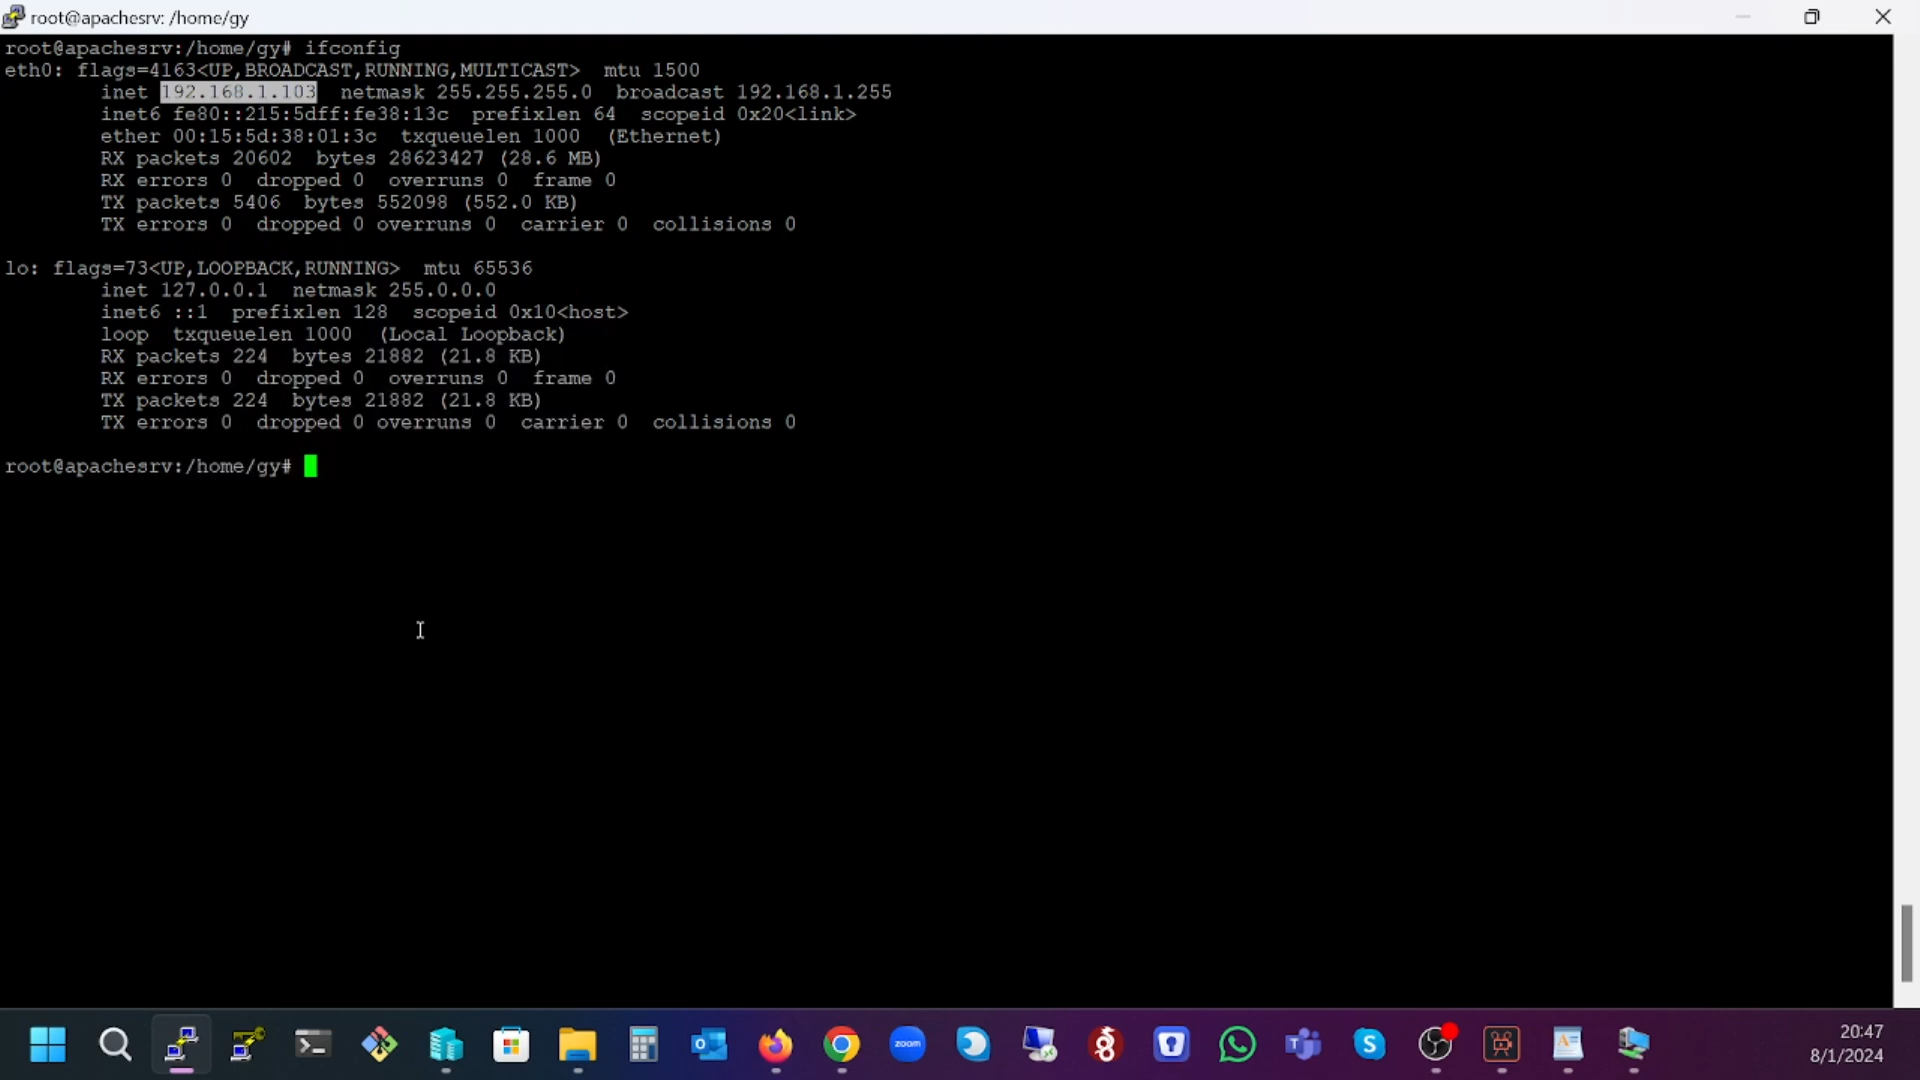 root@apachesrv: /home/gy
root@apachesrv:/home/gy# ifconfig
eth0: flags=4163<UP,BROADCAST,RUNNING,MULTICAST>  mtu 1500
        inet 192.168.1.103  netmask 255.255.255.0  broadcast 192.168.1.255
        inet6 fe80::215:5dff:fe38:13c  prefixlen 64  scopeid 0x20<link>
        ether 00:15:5d:38:01:3c  txqueuelen 1000  (Ethernet)
        RX packets 20602  bytes 28623427 (28.6 MB)
        RX errors 0  dropped 0  overruns 0  frame 0
        TX packets 5406  bytes 552098 (552.0 KB)
        TX errors 0  dropped 0 overruns 0  carrier 0  collisions 0
lo: flags=73<UP,LOOPBACK,RUNNING>  mtu 65536
        inet 127.0.0.1  netmask 255.0.0.0
        inet6 ::1  prefixlen 128  scopeid 0x10<host>
        loop  txqueuelen 1000  (Local Loopback)
        RX packets 224  bytes 21882 (21.8 KB)
        RX errors 0  dropped 0  overruns 0  frame 0
        TX packets 224  bytes 21882 (21.8 KB)
        TX errors 0  dropped 0 overruns 0  carrier 0  collisions 0
root@apachesrv:/home/gy#
zoom
20:47
8/1/2024